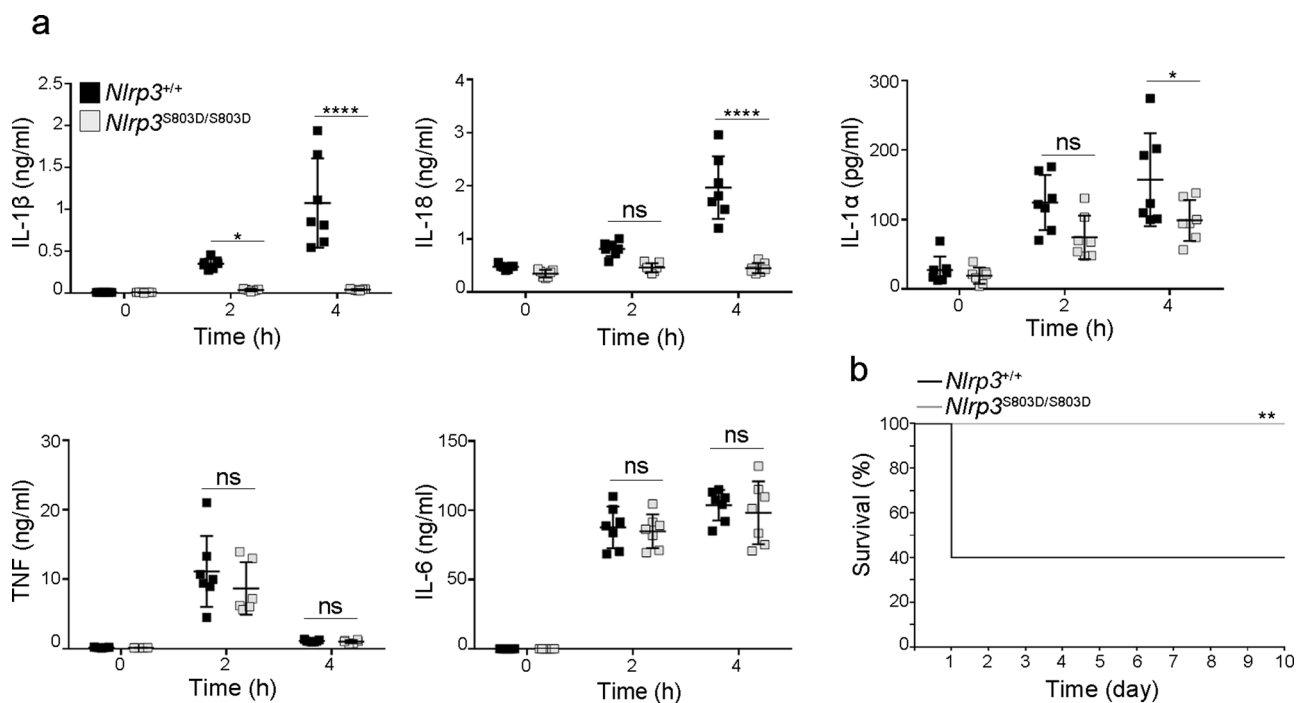 a
Nlrp3+/+
Nlrp3S803D/S803D
IL-1β (ng/ml)
2.5
2
1.5
1
0.5
0
*
****
0 2 4
Time (h)
IL-18 (ng/ml)
4
3
2
1
0
ns
****
0 2 4
Time (h)
IL-1α (pg/ml)
300
200
100
0
ns
*
0 2 4
Time (h)
TNF (ng/ml)
30
20
10
0
ns
ns
0 2 4
Time (h)
IL-6 (ng/ml)
150
100
50
0
ns
ns
0 2 4
Time (h)
b
Nlrp3+/+
Nlrp3S803D/S803D
**
Survival (%)
100
80
60
40
20
0
1 2 3 4 5 6 7 8 9 10
Time (day)